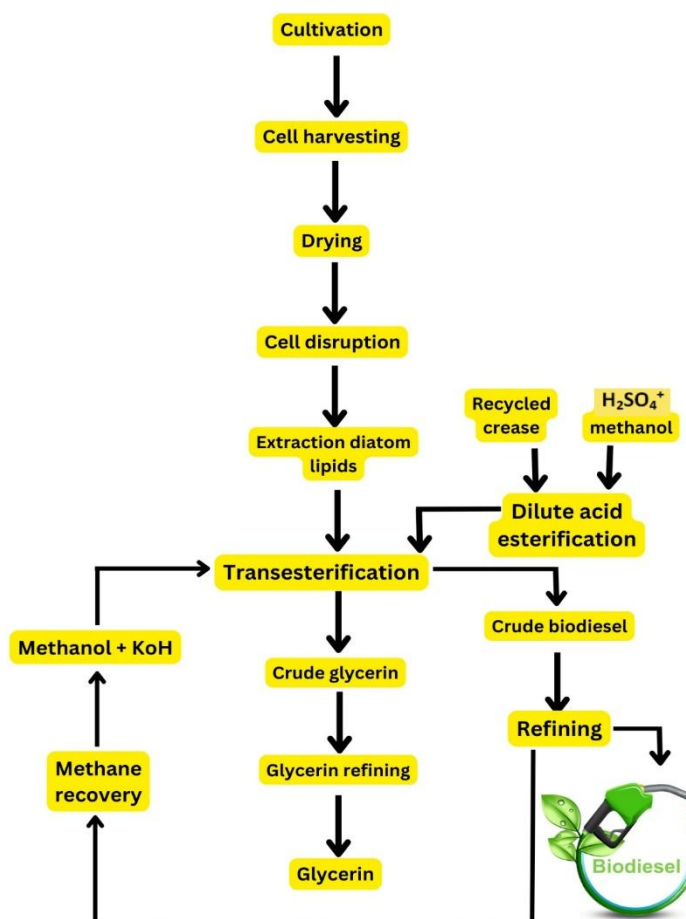 Cultivation
Cell harvesting
Drying
Cell disruption
Extraction diatom
lipids
Recycled
crease
H₂SO₄⁺
methanol
Dilute acid
esterification
Transesterification
Methanol + KoH
Crude glycerin
Crude biodiesel
Refining
Methane
recovery
Glycerin refining
Glycerin
Biodiesel